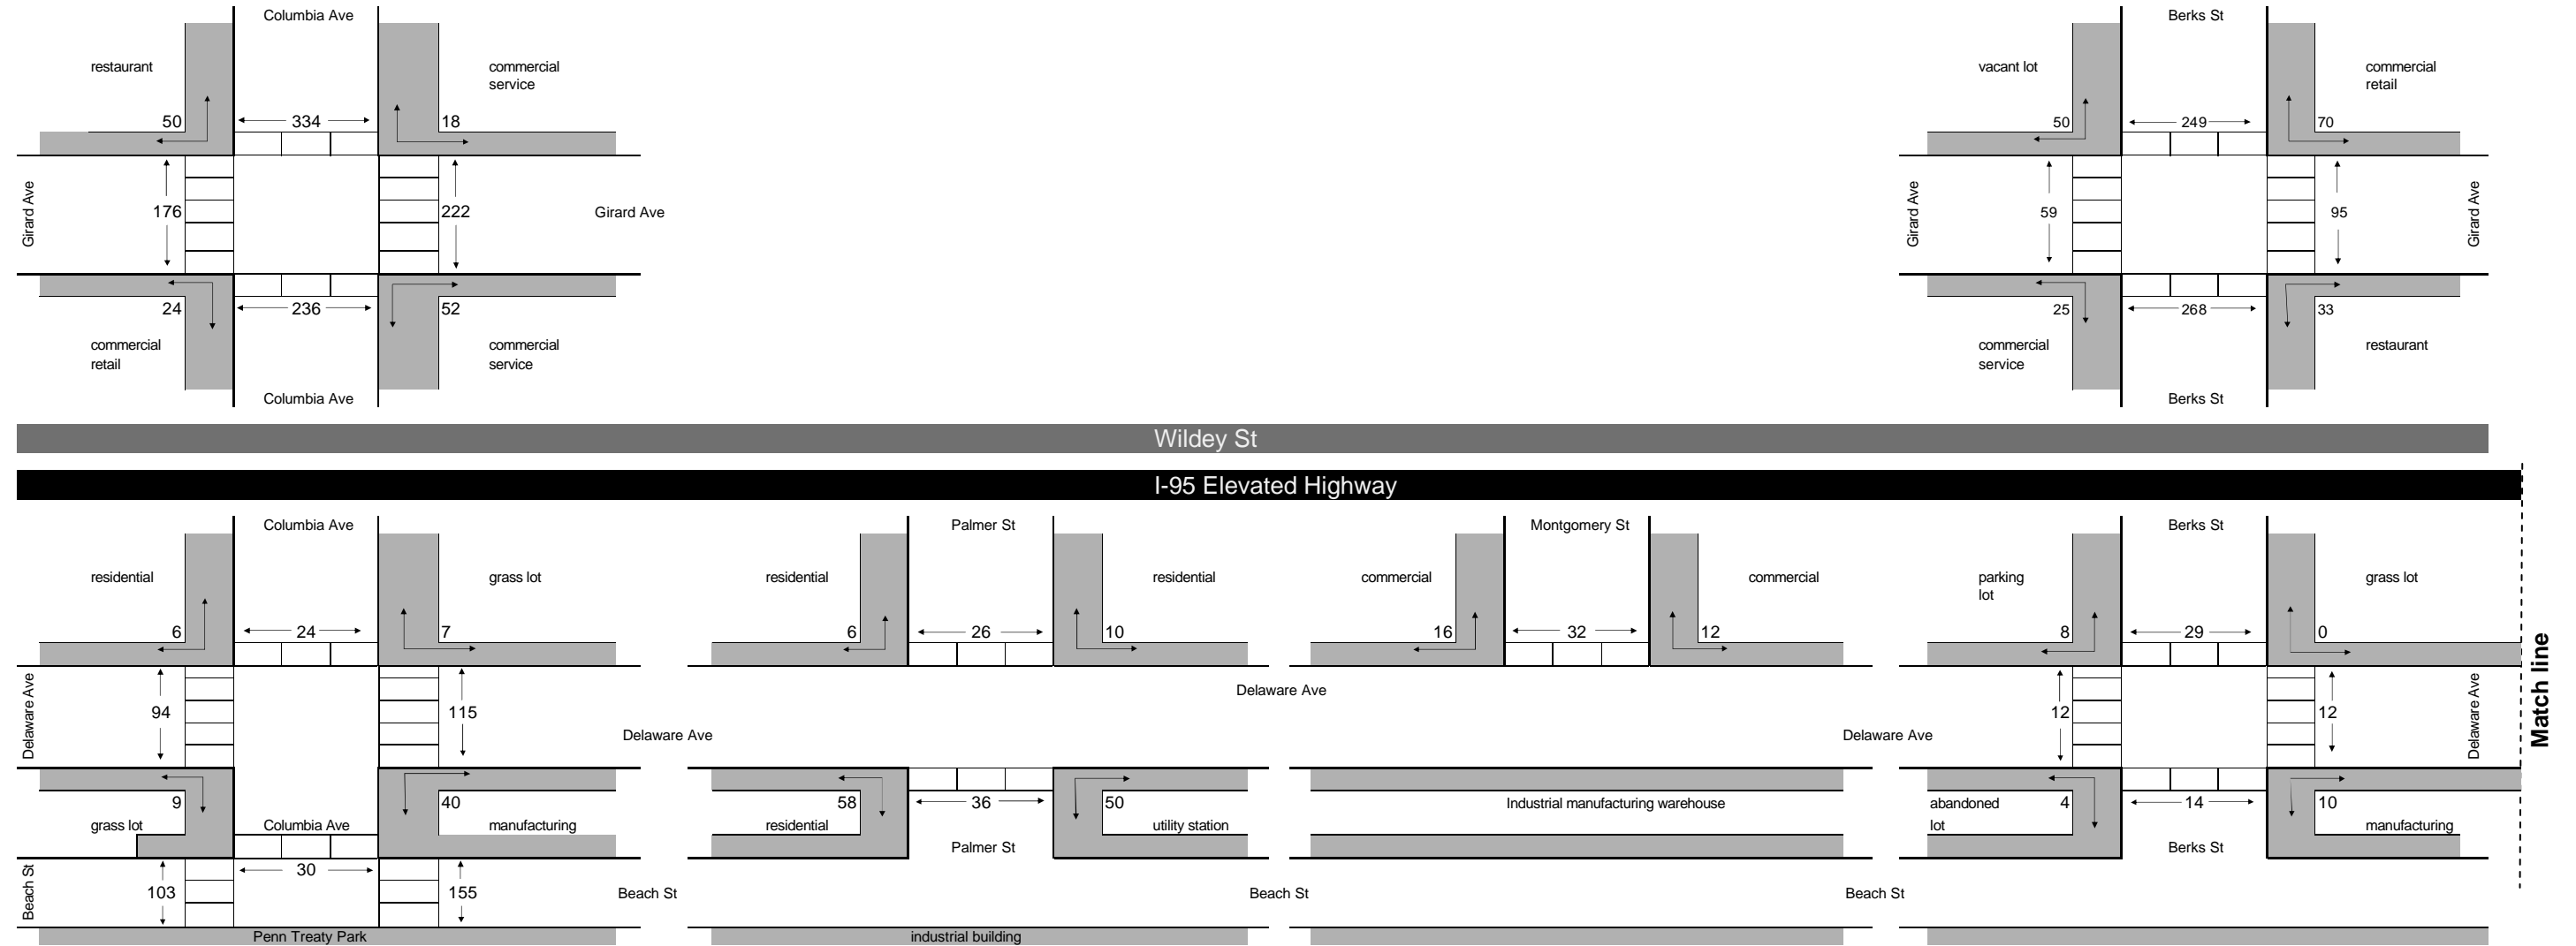 Columbia Ave
Berks St
restaurant
commercial
service
vacant lot
commercial
retail
50
334
18
50
249
70
Girard Ave
176
222
Girard Ave
Girard Ave
59
95
Girard Ave
24
236
52
25
268
33
commercial
retail
commercial
service
commercial
service
restaurant
Columbia Ave
Berks St
Wildey St
I-95 Elevated Highway
Columbia Ave
Palmer St
Montgomery St
Berks St
residential
grass lot
residential
residential
commercial
commercial
parking
lot
grass lot
6
24
7
6
26
10
16
32
12
8
29
0
Match line
Delaware Ave
94
115
Delaware Ave
Delaware Ave
Delaware Ave
12
12
Delaware Ave
9
40
58
36
50
Industrial manufacturing warehouse
abandoned
lot
4
14
10
grass lot
Columbia Ave
manufacturing
residential
utility station
manufacturing
Palmer St
Berks St
30
Beach St
103
155
Beach St
Beach St
Beach St
Penn Treaty Park
industrial building